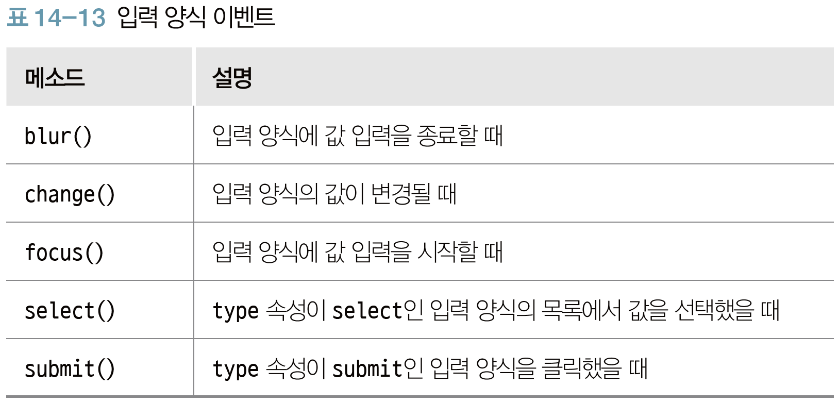 표 14-13 입력 양식 이벤트
메소드 설명
blur() 입력 양식에 값 입력을 종료할 때
change() 입력 양식의 값이 변경될 때
focus() 입력 양식에 값 입력을 시작할 때
select() type 속성이 select인 입력 양식의 목록에서 값을 선택했을 때
submit() type 속성이 submit인 입력 양식을 클릭했을 때